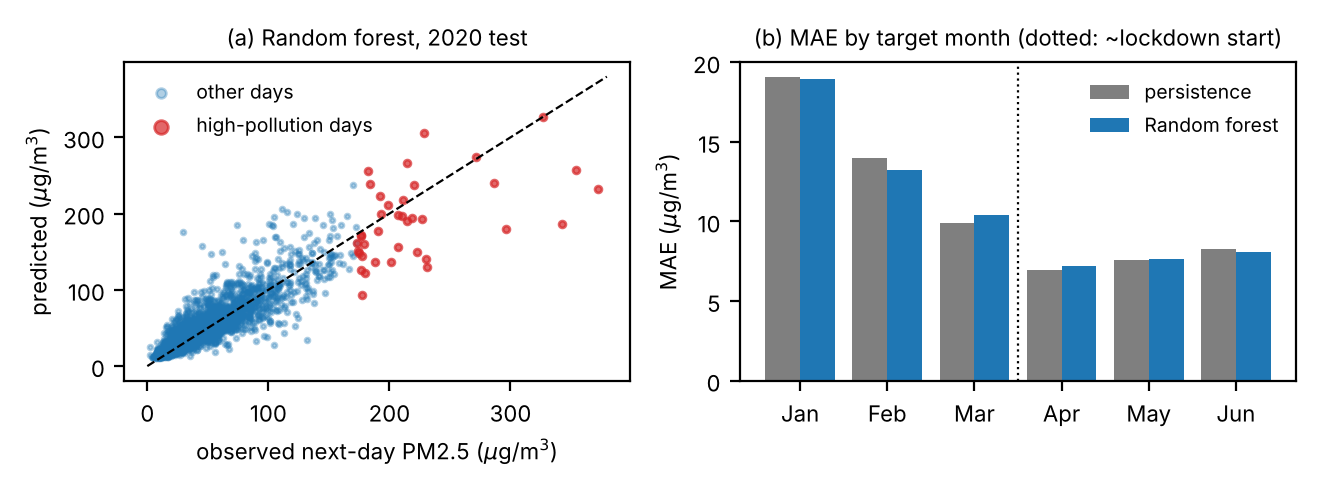 (a) Random forest, 2020 test
other days
high-pollution days
predicted (μg/m³)
300
200
100
0
0 100 200 300
observed next-day PM2.5 (μg/m³)
(b) MAE by target month (dotted: ~lockdown start)
persistence
Random forest
MAE (μg/m³)
20
15
10
5
0
Jan Feb Mar Apr May Jun